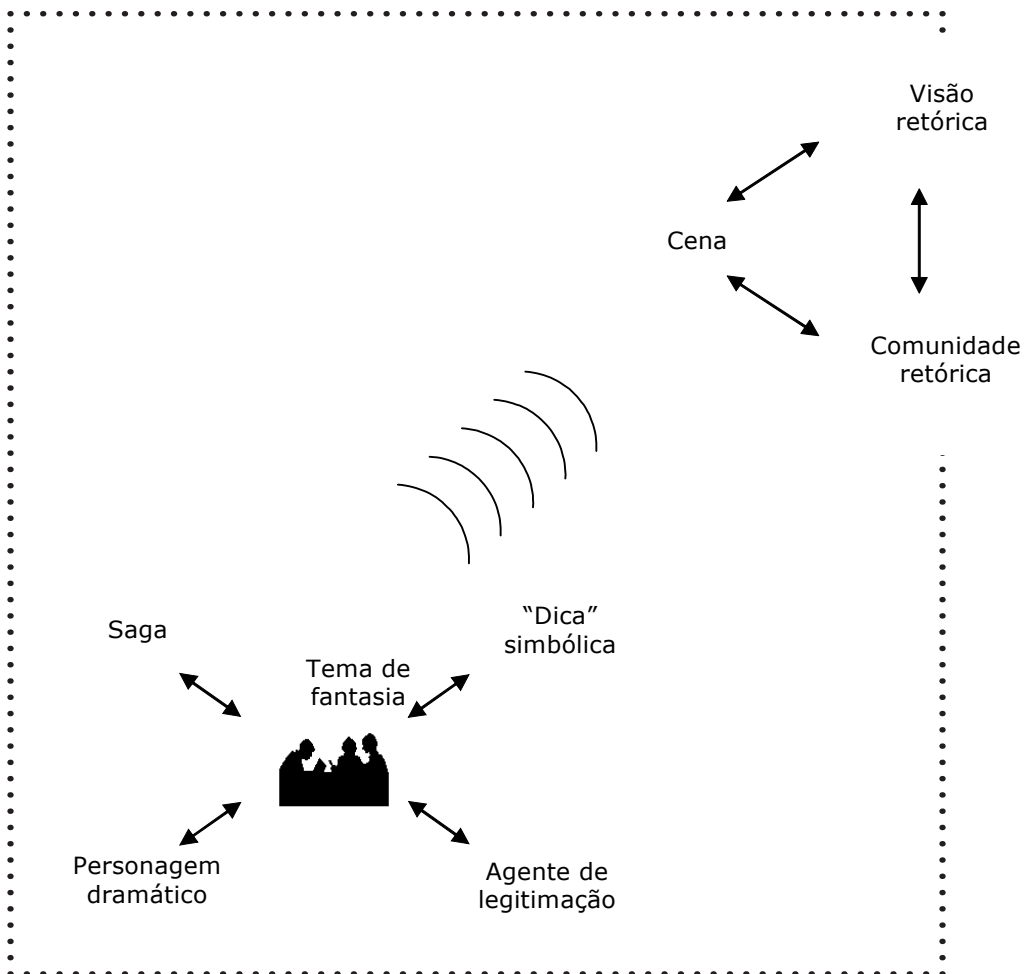 Visão
retórica
Cena
Comunidade
retórica
“Dica”
simbólica
Saga
Tema de
fantasia
Personagem
dramático
Agente de
legitimação